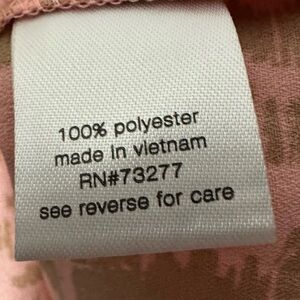 100% polyester
made in vietnam
RN#73277
see reverse for care